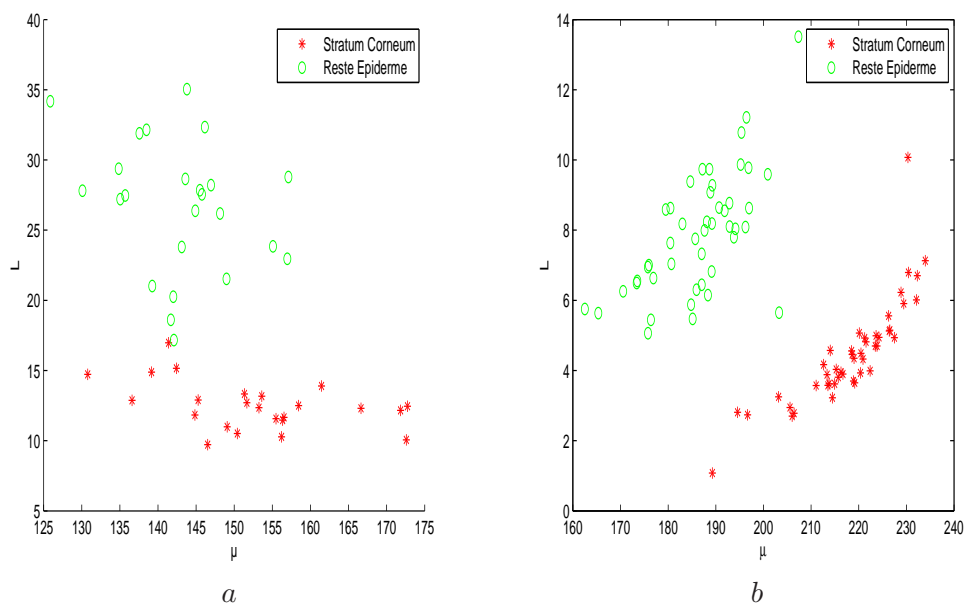 40
35
30
25
20
15
10
5
L
125 130 135 140 145 150 155 160 165 170 175
μ
* Stratum Corneum
○ Reste Epiderme
a
14
12
10
8
6
4
2
0
L
160 170 180 190 200 210 220 230 240
μ
* Stratum Corneum
○ Reste Epiderme
b